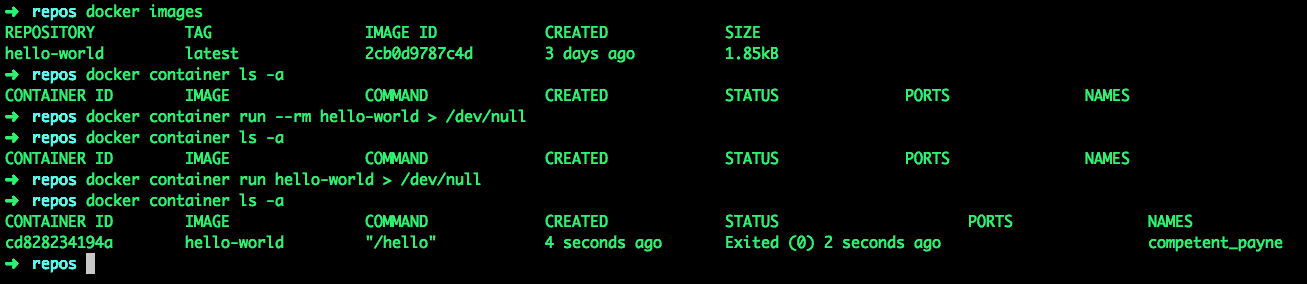 ➜ repos docker images
REPOSITORY TAG IMAGE ID CREATED SIZE
hello-world latest 2cb0d9787c4d 3 days ago 1.85kB
➜ repos docker container ls -a
CONTAINER ID IMAGE COMMAND CREATED STATUS PORTS NAMES
➜ repos docker container run --rm hello-world > /dev/null
➜ repos docker container ls -a
CONTAINER ID IMAGE COMMAND CREATED STATUS PORTS NAMES
➜ repos docker container run hello-world > /dev/null
➜ repos docker container ls -a
CONTAINER ID IMAGE COMMAND CREATED STATUS PORTS NAMES
cd828234194a hello-world "/hello" 4 seconds ago Exited (0) 2 seconds ago competent_payne
➜ repos